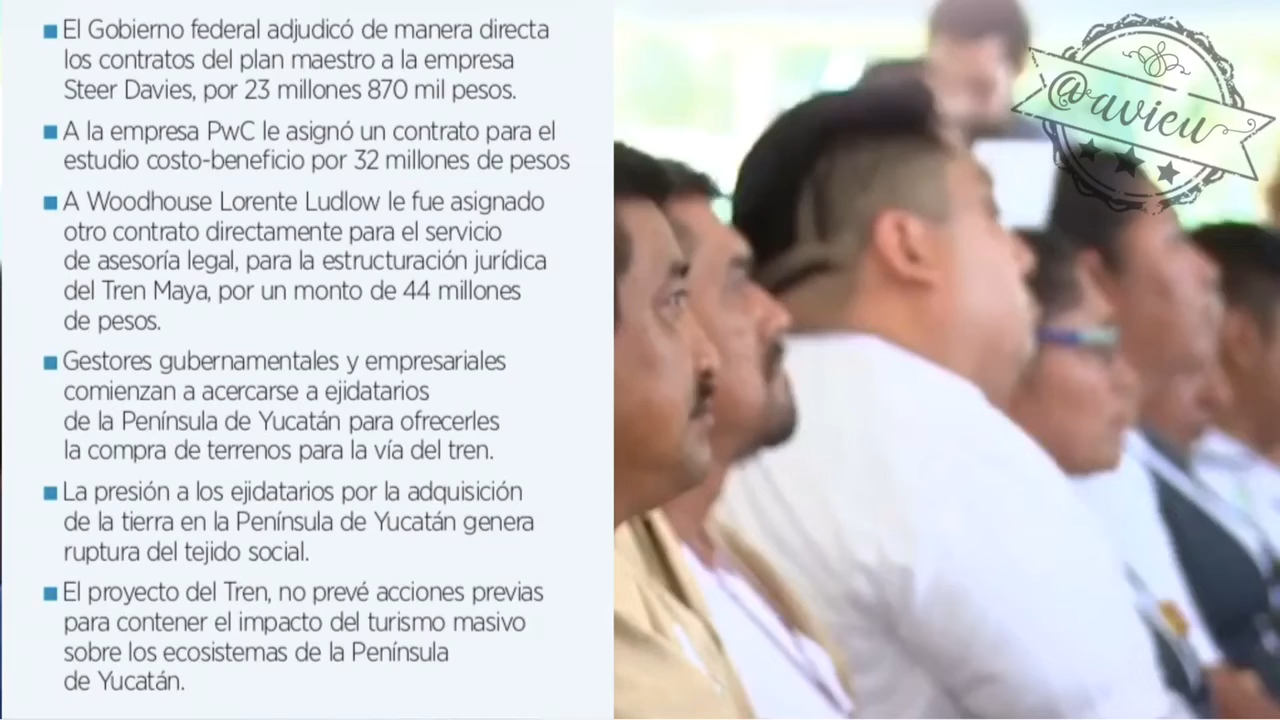 El Gobierno federal adjudicó de manera directa
los contratos del plan maestro a la empresa
Steer Davies, por 23 millones 870 mil pesos.
A la empresa PwC le asignó un contrato para el
estudio costo-beneficio por 32 millones de pesos
A Woodhouse Lorente Ludlow le fue asignado
otro contrato directamente para el servicio
de asesoría legal, para la estructuración jurídica
del Tren Maya, por un monto de 44 millones
de pesos.
Gestores gubernamentales y empresariales
comienzan a acercarse a ejidatarios
de la Península de Yucatán para ofrecerles
la compra de terrenos para la vía del tren.
La presión a los ejidatarios por la adquisición
de la tierra en la Península de Yucatán genera
ruptura del tejido social.
El proyecto del Tren, no prevé acciones previas
para contener el impacto del turismo masivo
sobre los ecosistemas de la Península
de Yucatán.
@avieu